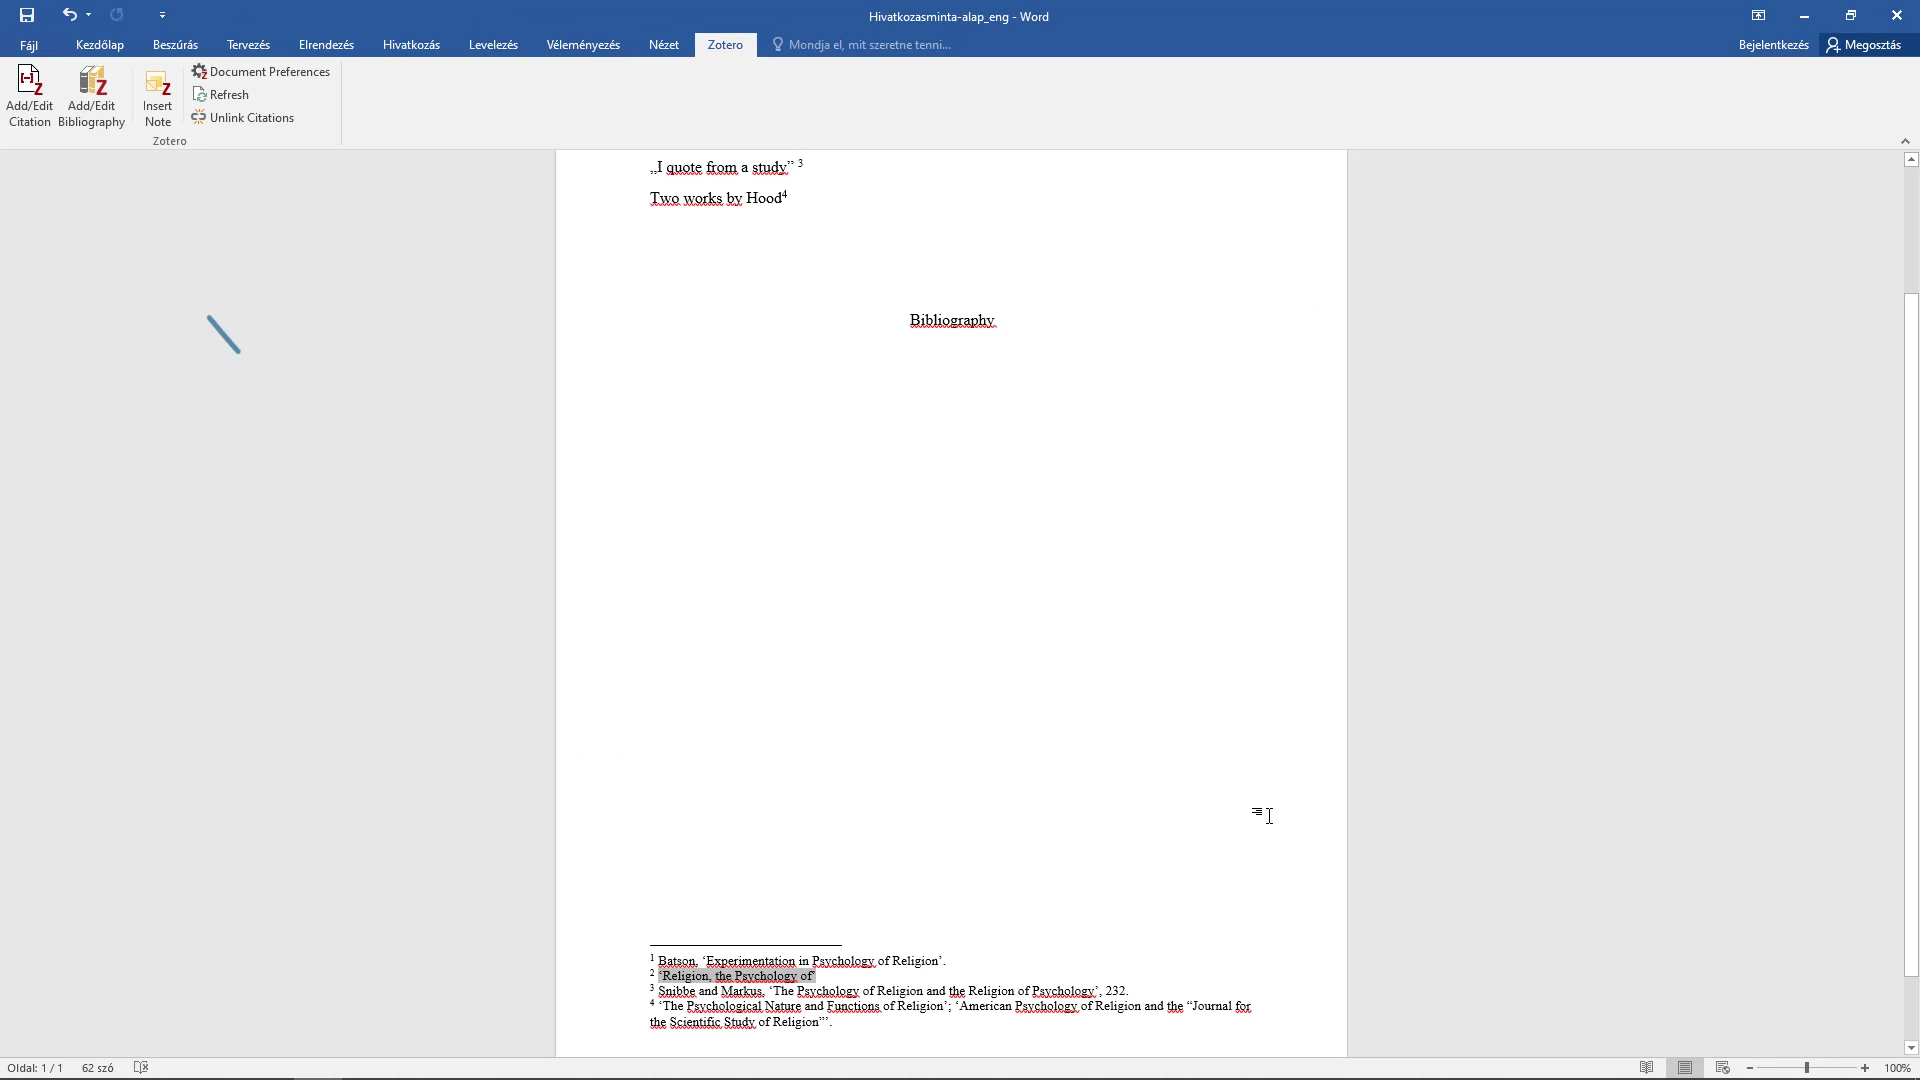 Hivatkozasminta-alap_eng - Word
Fájl Kezdőlap Beszúrás Tervezés Elrendezés Hivatkozás Levelezés Véleményezés Nézet Zotero Mondja el, mit szeretne tenni... Bejelentkezés Megosztás
Add/Edit Citation
Add/Edit Bibliography
Insert Note
Document Preferences
Refresh
Unlink Citations
Zotero
„I quote from a study” 3
Two works by Hood4
Bibliography
1 Batson, ‘Experimentation in Psychology of Religion’.
2 ‘Religion, the Psychology of’
3 Snibbe and Markus, ‘The Psychology of Religion and the Religion of Psychology’, 232.
4 ‘The Psychological Nature and Functions of Religion’; ‘American Psychology of Religion and the “Journal for
the Scientific Study of Religion”’.
Oldal: 1 / 1 62 szó 100%